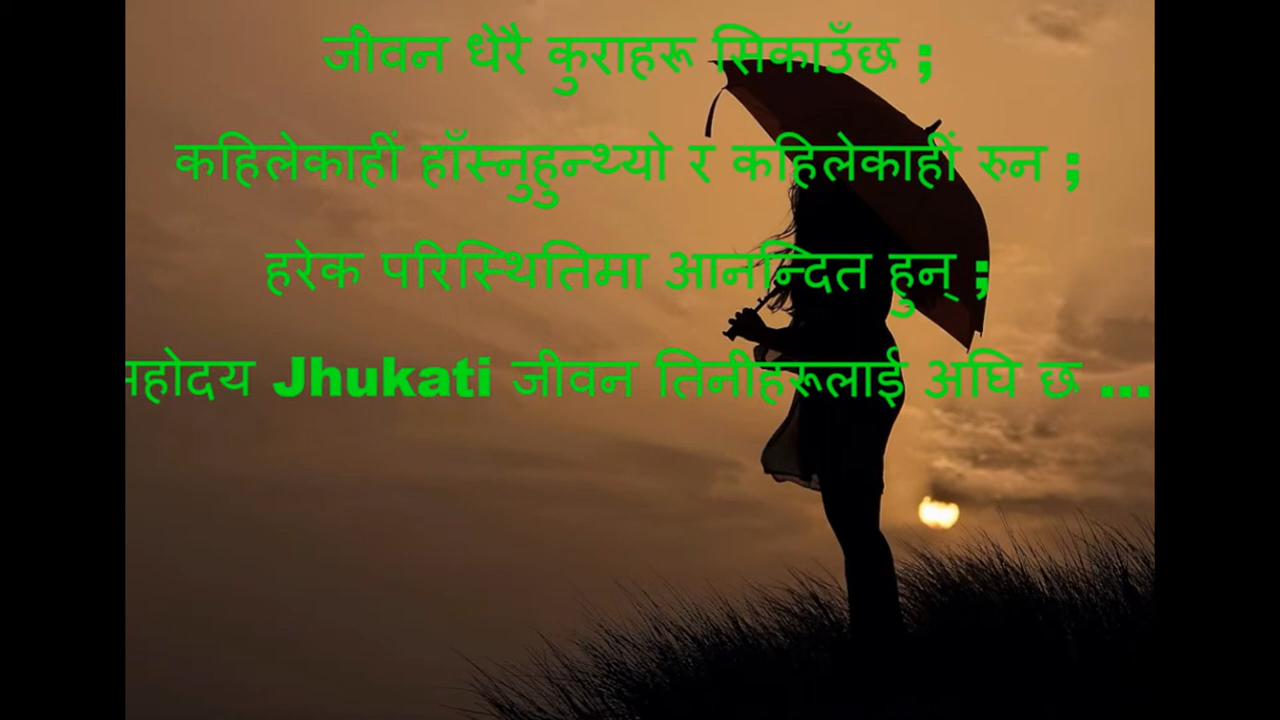 जीवन धेरै कुराहरू सिकाउँछ ;
कहिलेकाहीं हाँस्नुहुन्थ्यो र कहिलेकाहीं रुन ;
हरेक परिस्थितिमा आनन्दित हुन् ;
महोदय Jhukati जीवन तिनीहरूलाई अघि छ ...